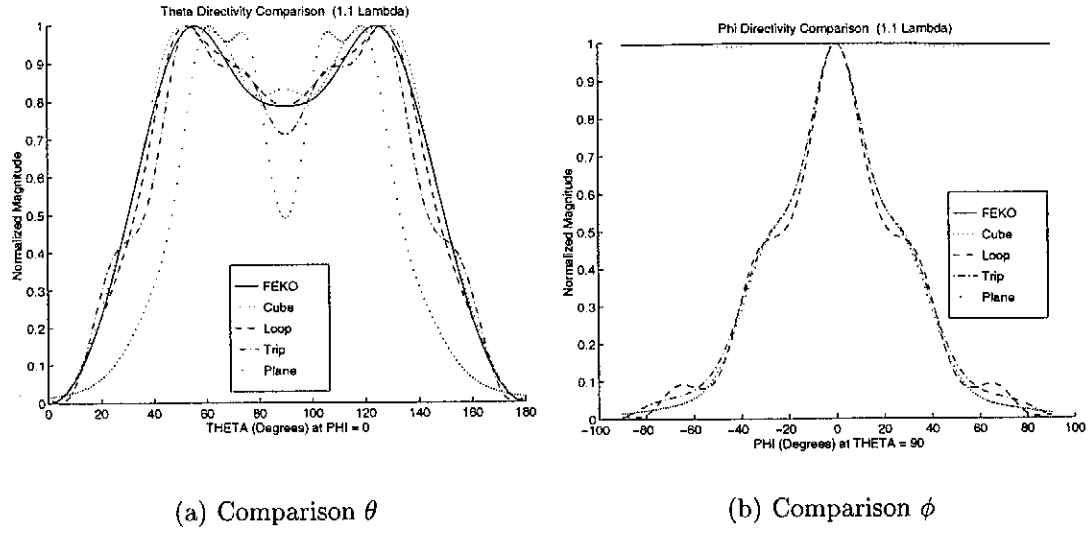 Theta Directivity Comparison (1.1 Lambda)
Normalized Magnitude
1
0.9
0.8
0.7
0.6
0.5
0.4
0.3
0.2
0.1
0
FEKO
Cube
Loop
Trip
Plane
0 20 40 60 80 100 120 140 160 180
THETA (Degrees) at PHI = 0
(a) Comparison θ
Phi Directivity Comparison (1.1 Lambda)
Normalized Magnitude
1
0.9
0.8
0.7
0.6
0.5
0.4
0.3
0.2
0.1
0
FEKO
Cube
Loop
Trip
Plane
-100 -80 -60 -40 -20 0 20 40 60 80 100
PHI (Degrees) at THETA = 90
(b) Comparison ϕ